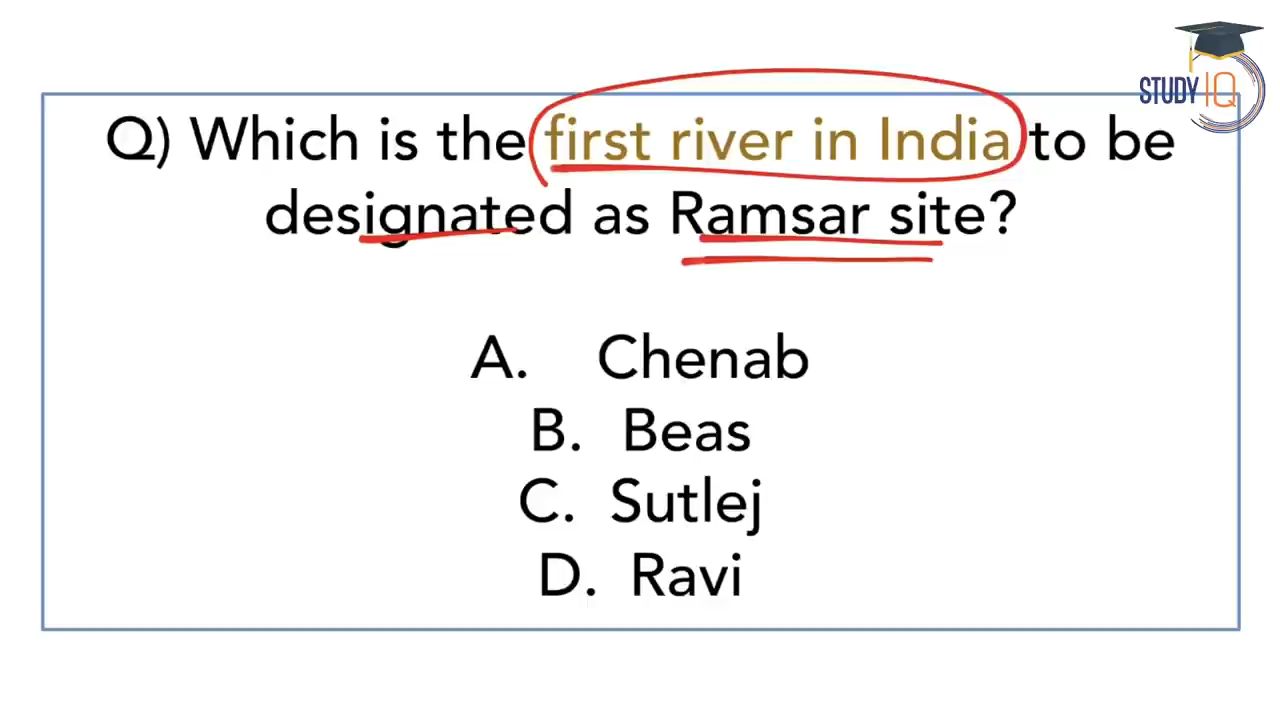 STUDY IQ
Q) Which is the first river in India to be
designated as Ramsar site?
A. Chenab
B. Beas
C. Sutlej
D. Ravi